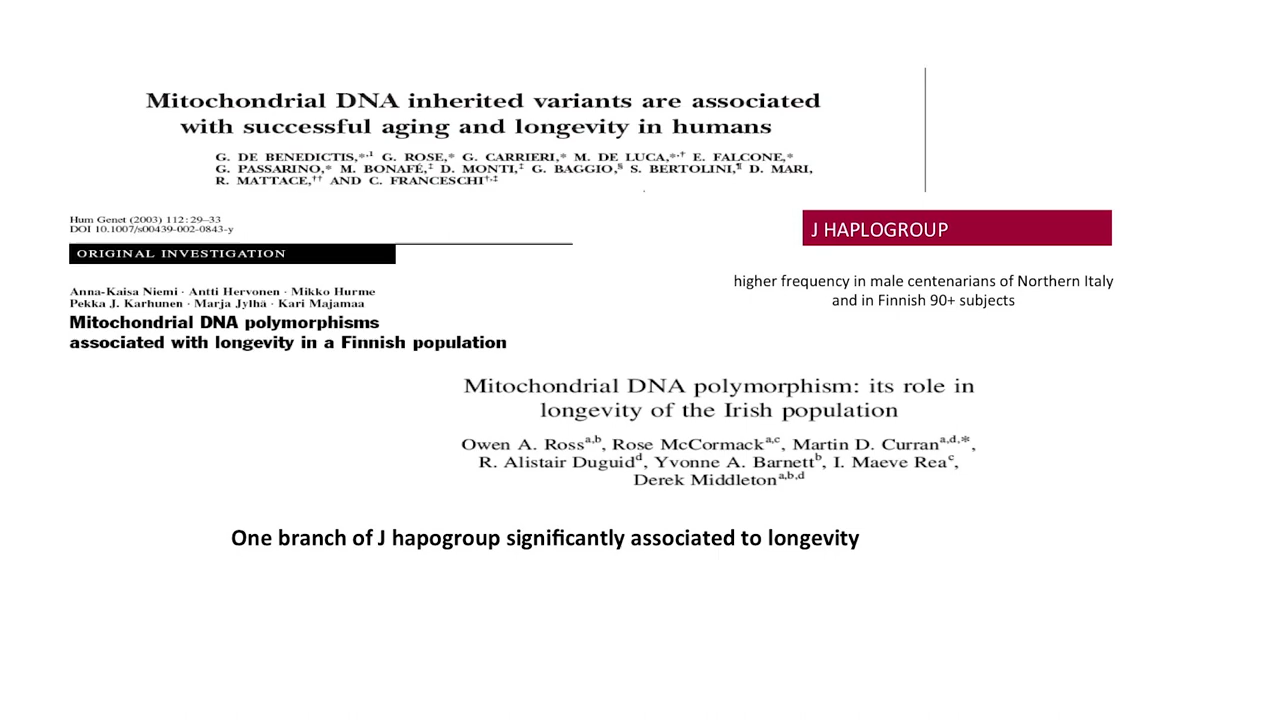 Mitochondrial DNA inherited variants are associated
with successful aging and longevity in humans
G. DE BENEDICTIS,*,1 G. ROSE,* G. CARRIERI,* M. DE LUCA,*,† E. FALCONE,*
G. PASSARINO,* M. BONAFÉ,‡ D. MONTI,‡ G. BAGGIO,§ S. BERTOLINI,¶ D. MARI,
R. MATTACE,†† AND C. FRANCESCHI†,‡
Hum Genet (2003) 112:29–33
DOI 10.1007/s00439-002-0843-y
ORIGINAL INVESTIGATION
Anna-Kaisa Niemi · Antti Hervonen · Mikko Hurme
Pekka J. Karhunen · Marja Jylhä · Kari Majamaa
Mitochondrial DNA polymorphisms
associated with longevity in a Finnish population
J HAPLOGROUP
higher frequency in male centenarians of Northern Italy
and in Finnish 90+ subjects
Mitochondrial DNA polymorphism: its role in
longevity of the Irish population
Owen A. Ross a,b, Rose McCormack a,c, Martin D. Curran a,d,*,
R. Alistair Duguid d, Yvonne A. Barnett b, I. Maeve Rea c,
Derek Middleton a,b,d
One branch of J hapogroup significantly associated to longevity